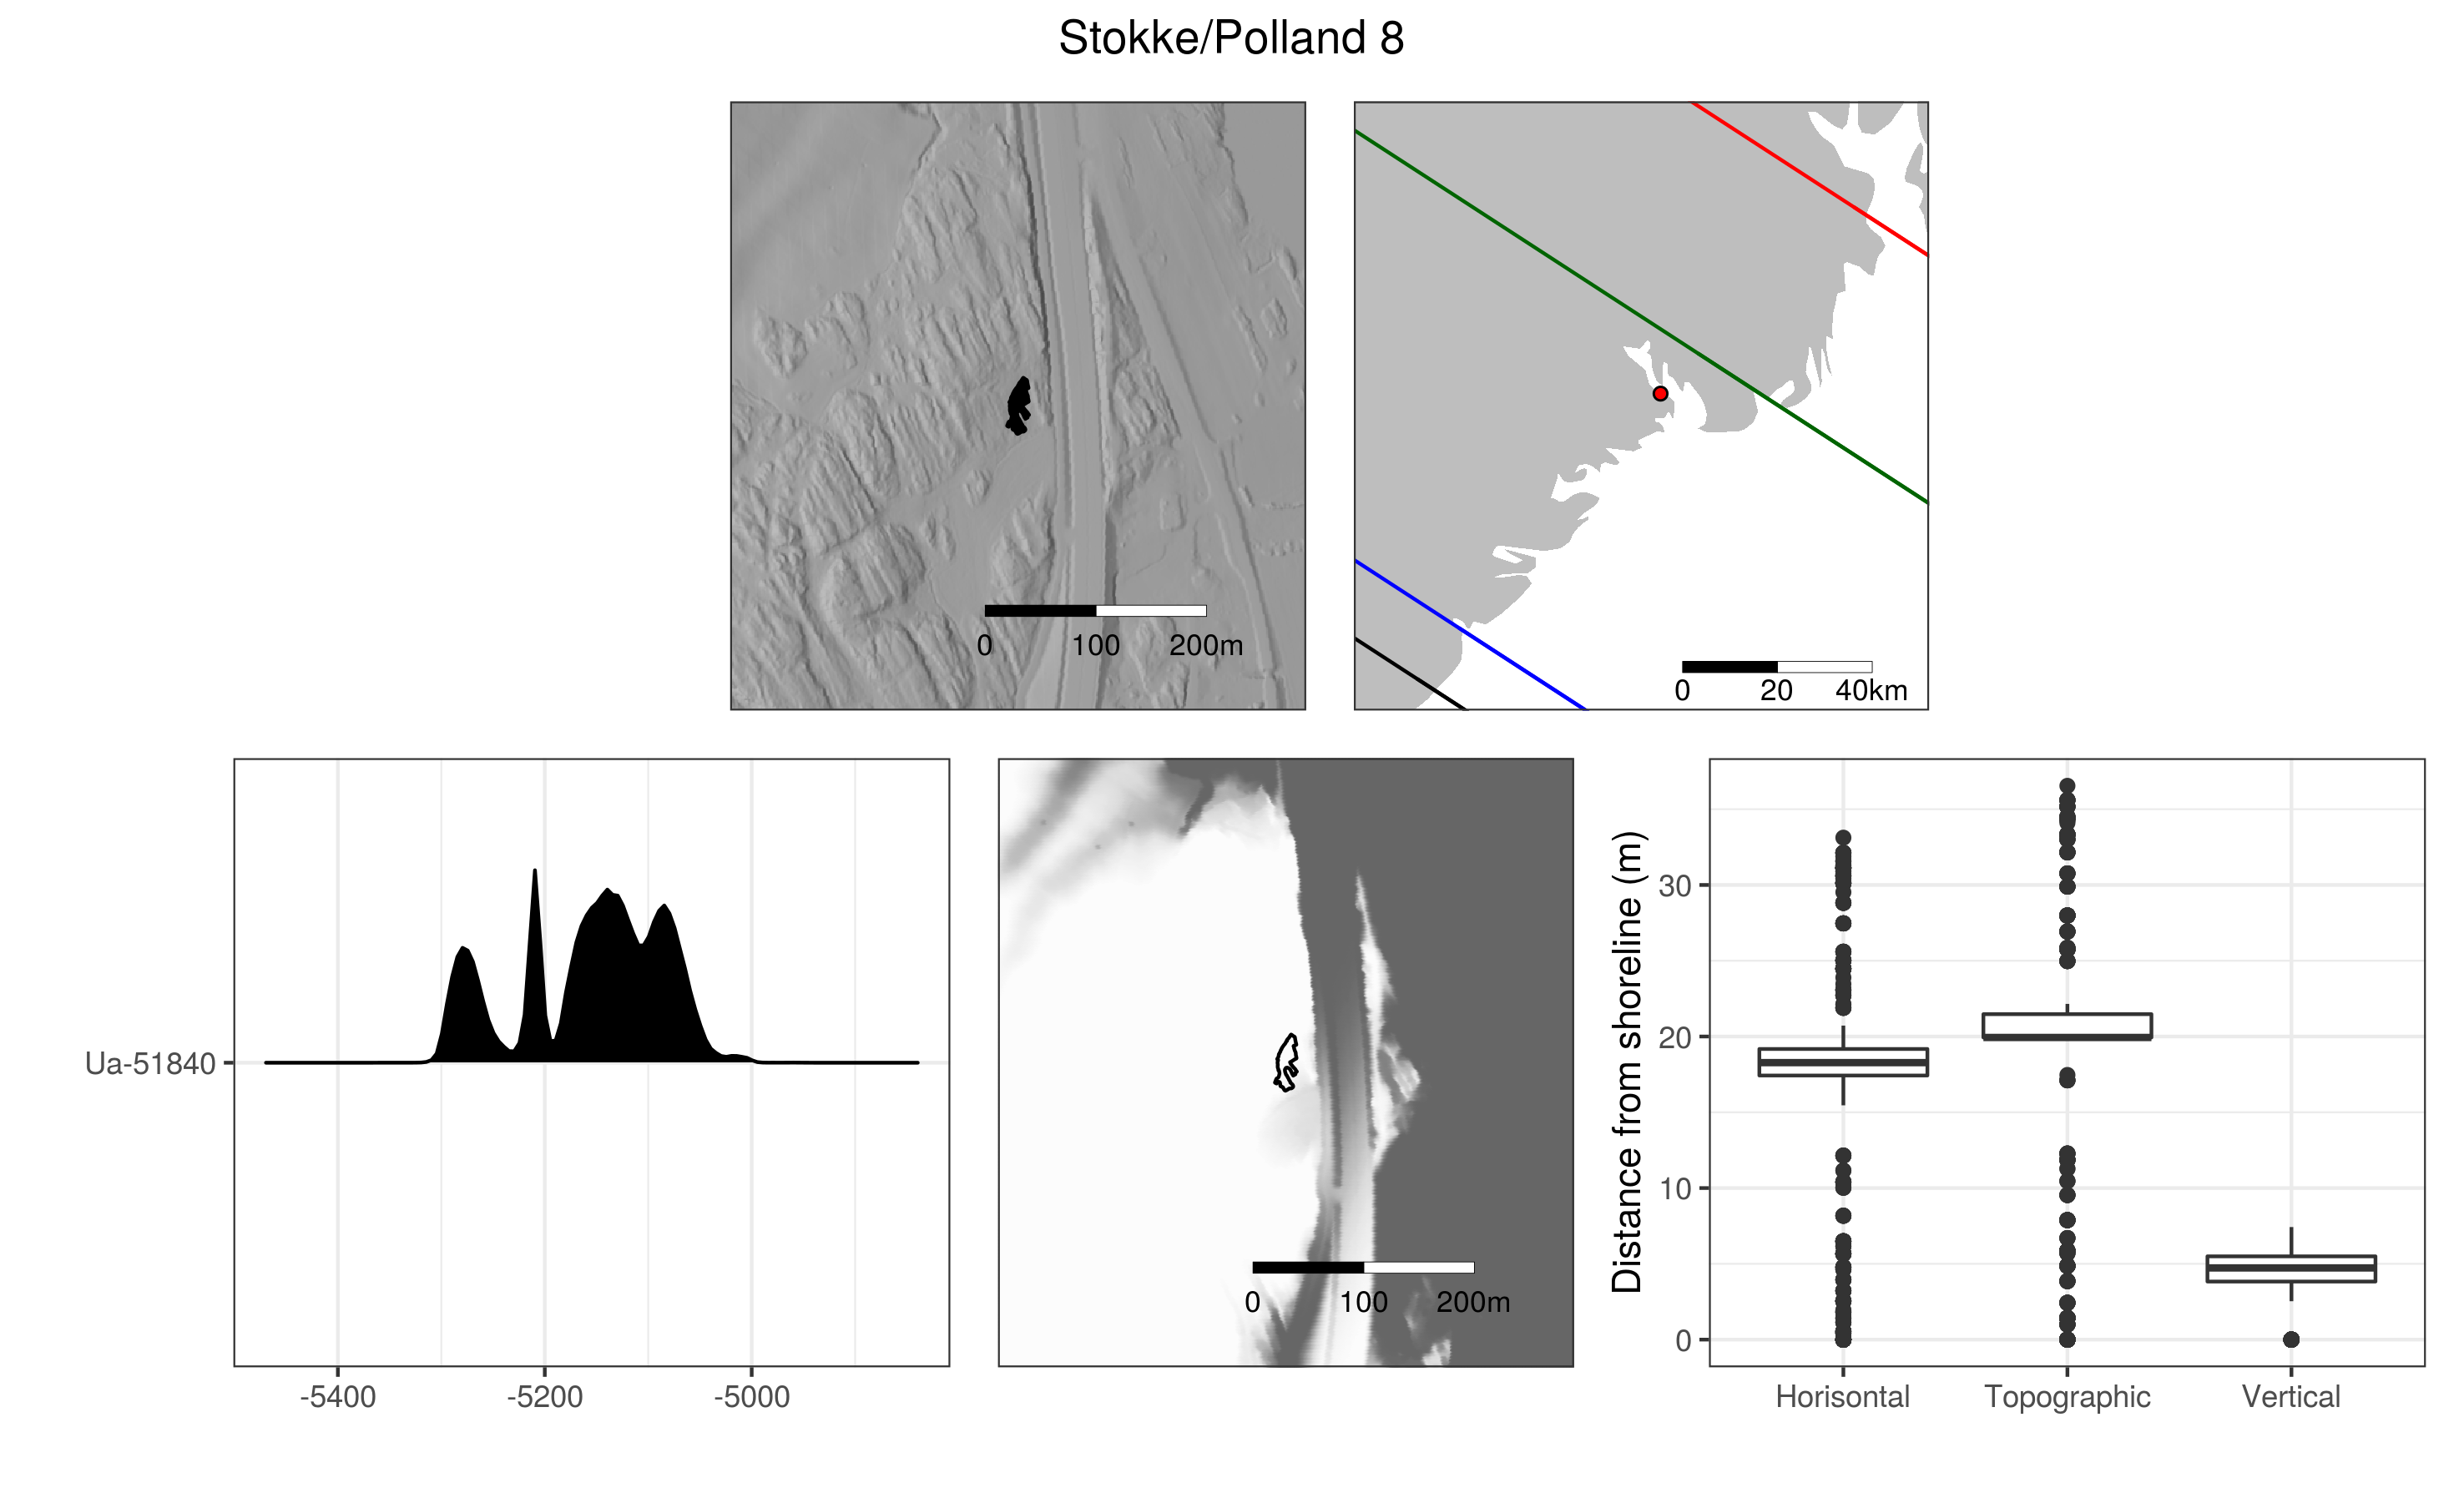 Stokke/Polland 8
0 100 200m
0 20 40km
Ua-51840
-5400 -5200 -5000
0 100 200m
Distance from shoreline (m)
30
20
10
0
Horisontal Topographic Vertical